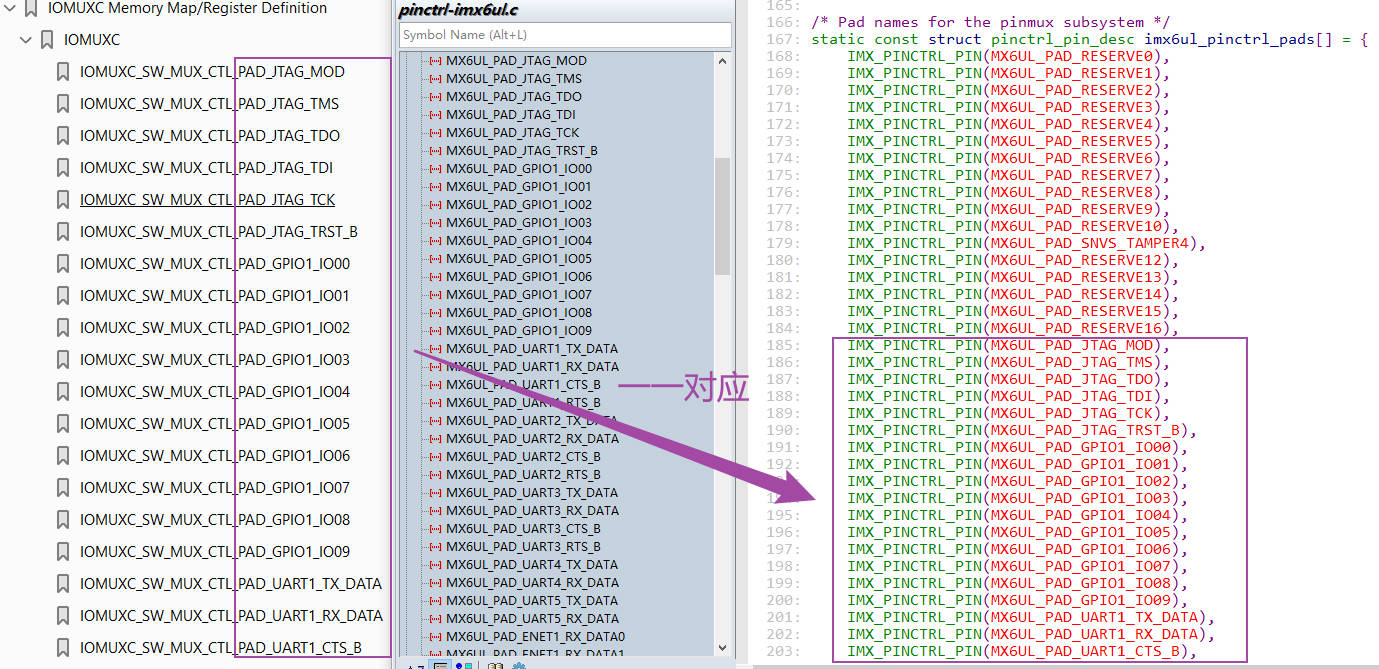 IOMUXC Memory Map/Register Definition
IOMUXC
IOMUXC_SW_MUX_CTL_PAD_JTAG_MOD
IOMUXC_SW_MUX_CTL_PAD_JTAG_TMS
IOMUXC_SW_MUX_CTL_PAD_JTAG_TDO
IOMUXC_SW_MUX_CTL_PAD_JTAG_TDI
IOMUXC_SW_MUX_CTL_PAD_JTAG_TCK
IOMUXC_SW_MUX_CTL_PAD_JTAG_TRST_B
IOMUXC_SW_MUX_CTL_PAD_GPIO1_IO00
IOMUXC_SW_MUX_CTL_PAD_GPIO1_IO01
IOMUXC_SW_MUX_CTL_PAD_GPIO1_IO02
IOMUXC_SW_MUX_CTL_PAD_GPIO1_IO03
IOMUXC_SW_MUX_CTL_PAD_GPIO1_IO04
IOMUXC_SW_MUX_CTL_PAD_GPIO1_IO05
IOMUXC_SW_MUX_CTL_PAD_GPIO1_IO06
IOMUXC_SW_MUX_CTL_PAD_GPIO1_IO07
IOMUXC_SW_MUX_CTL_PAD_GPIO1_IO08
IOMUXC_SW_MUX_CTL_PAD_GPIO1_IO09
IOMUXC_SW_MUX_CTL_PAD_UART1_TX_DATA
IOMUXC_SW_MUX_CTL_PAD_UART1_RX_DATA
IOMUXC_SW_MUX_CTL_PAD_UART1_CTS_B
pinctrl-imx6ul.c
Symbol Name (Alt+L)
MX6UL_PAD_JTAG_MOD
MX6UL_PAD_JTAG_TMS
MX6UL_PAD_JTAG_TDO
MX6UL_PAD_JTAG_TDI
MX6UL_PAD_JTAG_TCK
MX6UL_PAD_JTAG_TRST_B
MX6UL_PAD_GPIO1_IO00
MX6UL_PAD_GPIO1_IO01
MX6UL_PAD_GPIO1_IO02
MX6UL_PAD_GPIO1_IO03
MX6UL_PAD_GPIO1_IO04
MX6UL_PAD_GPIO1_IO05
MX6UL_PAD_GPIO1_IO06
MX6UL_PAD_GPIO1_IO07
MX6UL_PAD_GPIO1_IO08
MX6UL_PAD_GPIO1_IO09
MX6UL_PAD_UART1_TX_DATA
MX6UL_PAD_UART1_RX_DATA
MX6UL_PAD_UART1_CTS_B
MX6UL_PAD_UART1_RTS_B
MX6UL_PAD_UART2_TX_DATA
MX6UL_PAD_UART2_RX_DATA
MX6UL_PAD_UART2_CTS_B
MX6UL_PAD_UART2_RTS_B
MX6UL_PAD_UART3_TX_DATA
MX6UL_PAD_UART3_RX_DATA
MX6UL_PAD_UART3_CTS_B
MX6UL_PAD_UART3_RTS_B
MX6UL_PAD_UART4_TX_DATA
MX6UL_PAD_UART4_RX_DATA
MX6UL_PAD_UART5_TX_DATA
MX6UL_PAD_UART5_RX_DATA
MX6UL_PAD_ENET1_RX_DATA0
MX6UL_PAD_ENET1_RX_DATA1
一一对应
165:
166: /* Pad names for the pinmux subsystem */
167: static const struct pinctrl_pin_desc imx6ul_pinctrl_pads[] = {
168: IMX_PINCTRL_PIN(MX6UL_PAD_RESERVE0),
169: IMX_PINCTRL_PIN(MX6UL_PAD_RESERVE1),
170: IMX_PINCTRL_PIN(MX6UL_PAD_RESERVE2),
171: IMX_PINCTRL_PIN(MX6UL_PAD_RESERVE3),
172: IMX_PINCTRL_PIN(MX6UL_PAD_RESERVE4),
173: IMX_PINCTRL_PIN(MX6UL_PAD_RESERVE5),
174: IMX_PINCTRL_PIN(MX6UL_PAD_RESERVE6),
175: IMX_PINCTRL_PIN(MX6UL_PAD_RESERVE7),
176: IMX_PINCTRL_PIN(MX6UL_PAD_RESERVE8),
177: IMX_PINCTRL_PIN(MX6UL_PAD_RESERVE9),
178: IMX_PINCTRL_PIN(MX6UL_PAD_RESERVE10),
179: IMX_PINCTRL_PIN(MX6UL_PAD_SNVS_TAMPER4),
180: IMX_PINCTRL_PIN(MX6UL_PAD_RESERVE12),
181: IMX_PINCTRL_PIN(MX6UL_PAD_RESERVE13),
182: IMX_PINCTRL_PIN(MX6UL_PAD_RESERVE14),
183: IMX_PINCTRL_PIN(MX6UL_PAD_RESERVE15),
184: IMX_PINCTRL_PIN(MX6UL_PAD_RESERVE16),
185: IMX_PINCTRL_PIN(MX6UL_PAD_JTAG_MOD),
186: IMX_PINCTRL_PIN(MX6UL_PAD_JTAG_TMS),
187: IMX_PINCTRL_PIN(MX6UL_PAD_JTAG_TDO),
188: IMX_PINCTRL_PIN(MX6UL_PAD_JTAG_TDI),
189: IMX_PINCTRL_PIN(MX6UL_PAD_JTAG_TCK),
190: IMX_PINCTRL_PIN(MX6UL_PAD_JTAG_TRST_B),
191: IMX_PINCTRL_PIN(MX6UL_PAD_GPIO1_IO00),
192: IMX_PINCTRL_PIN(MX6UL_PAD_GPIO1_IO01),
IMX_PINCTRL_PIN(MX6UL_PAD_GPIO1_IO02),
IMX_PINCTRL_PIN(MX6UL_PAD_GPIO1_IO03),
195: IMX_PINCTRL_PIN(MX6UL_PAD_GPIO1_IO04),
196: IMX_PINCTRL_PIN(MX6UL_PAD_GPIO1_IO05),
197: IMX_PINCTRL_PIN(MX6UL_PAD_GPIO1_IO06),
198: IMX_PINCTRL_PIN(MX6UL_PAD_GPIO1_IO07),
199: IMX_PINCTRL_PIN(MX6UL_PAD_GPIO1_IO08),
200: IMX_PINCTRL_PIN(MX6UL_PAD_GPIO1_IO09),
201: IMX_PINCTRL_PIN(MX6UL_PAD_UART1_TX_DATA),
202: IMX_PINCTRL_PIN(MX6UL_PAD_UART1_RX_DATA),
203: IMX_PINCTRL_PIN(MX6UL_PAD_UART1_CTS_B),